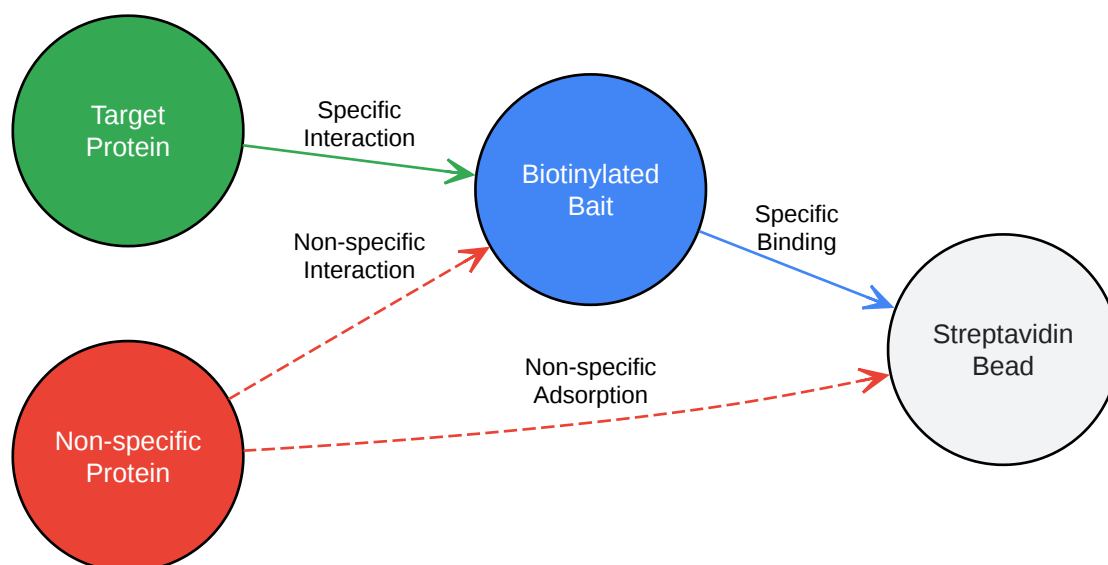 Target
Protein
Specific
Interaction
Biotinylated
Bait
Specific
Binding
Non-specific
Interaction
Streptavidin
Bead
Non-specific
Adsorption
Non-specific
Protein